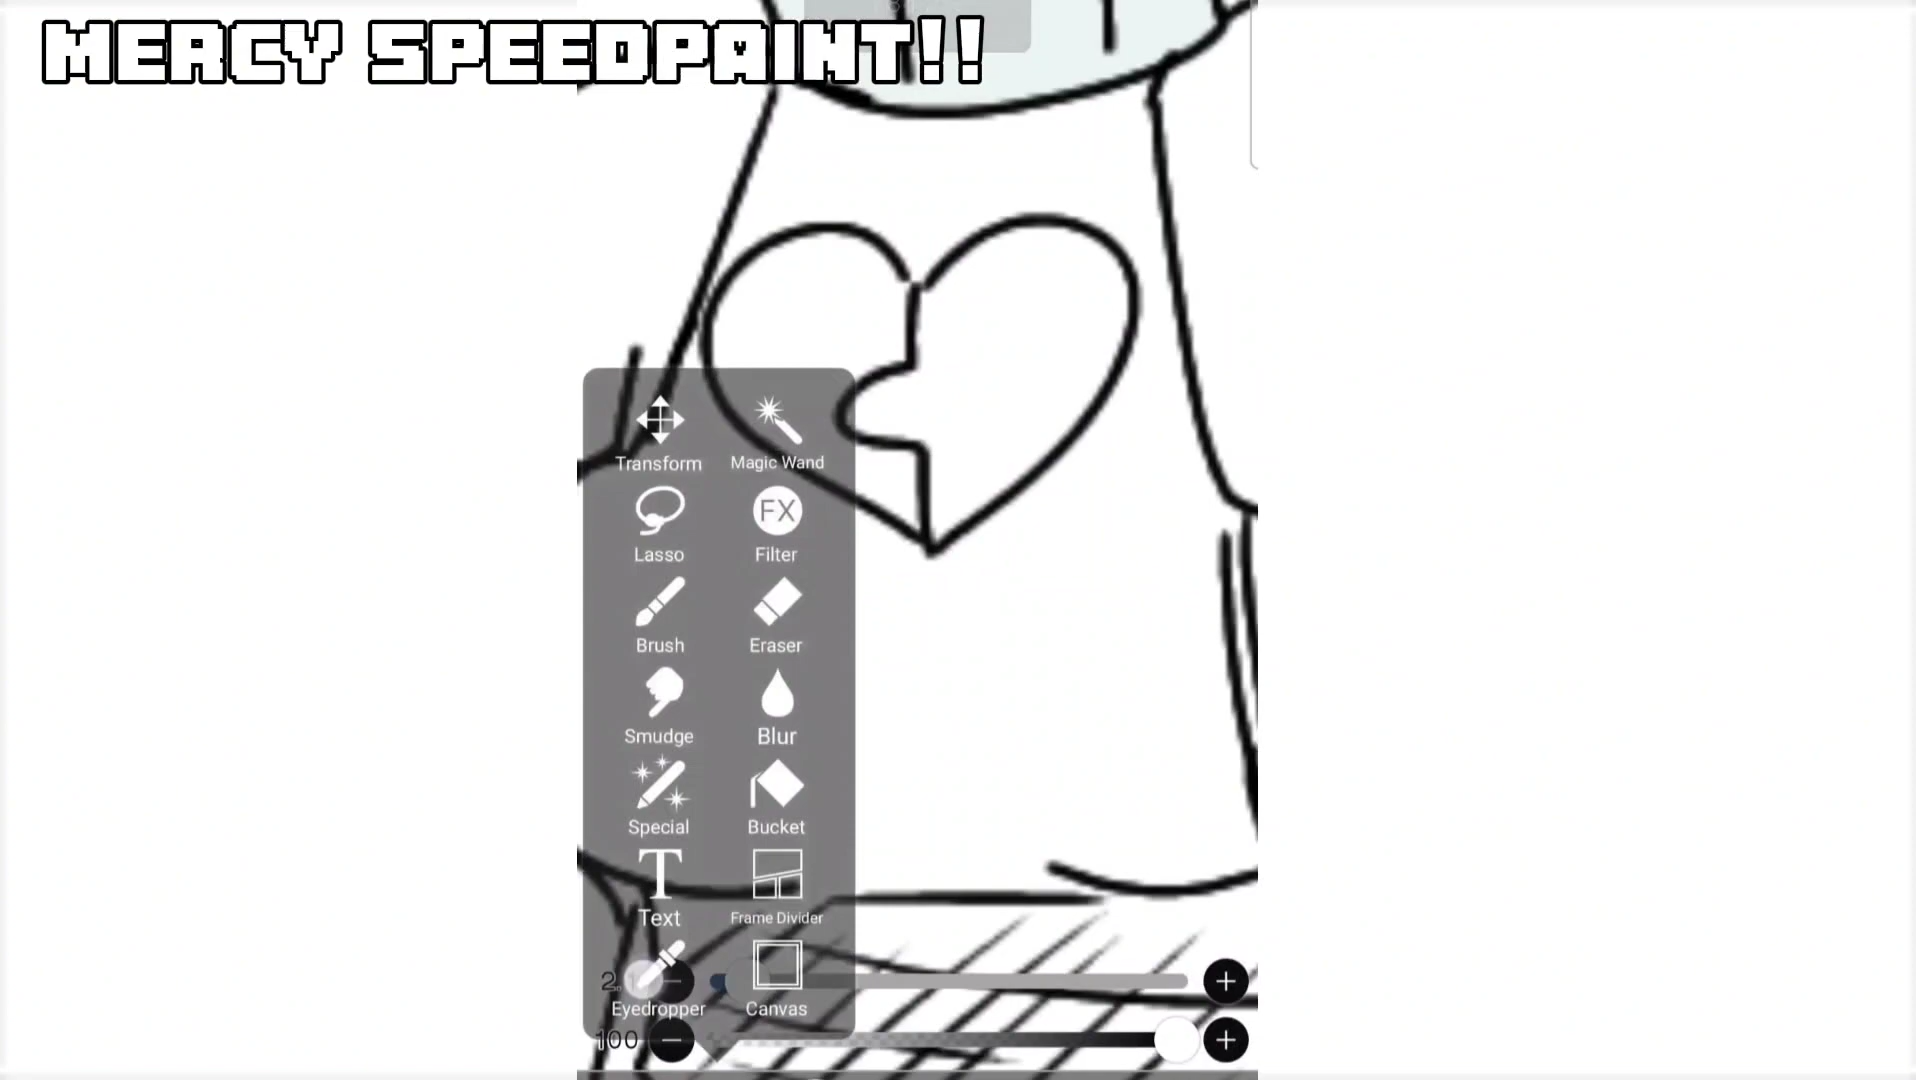 MERCY SPEEDPAINT!!
Transform Magic Wand
Lasso FX Filter
Brush Eraser
Smudge Blur
Special Bucket
T Text Frame Divider
Eyedropper Canvas
100